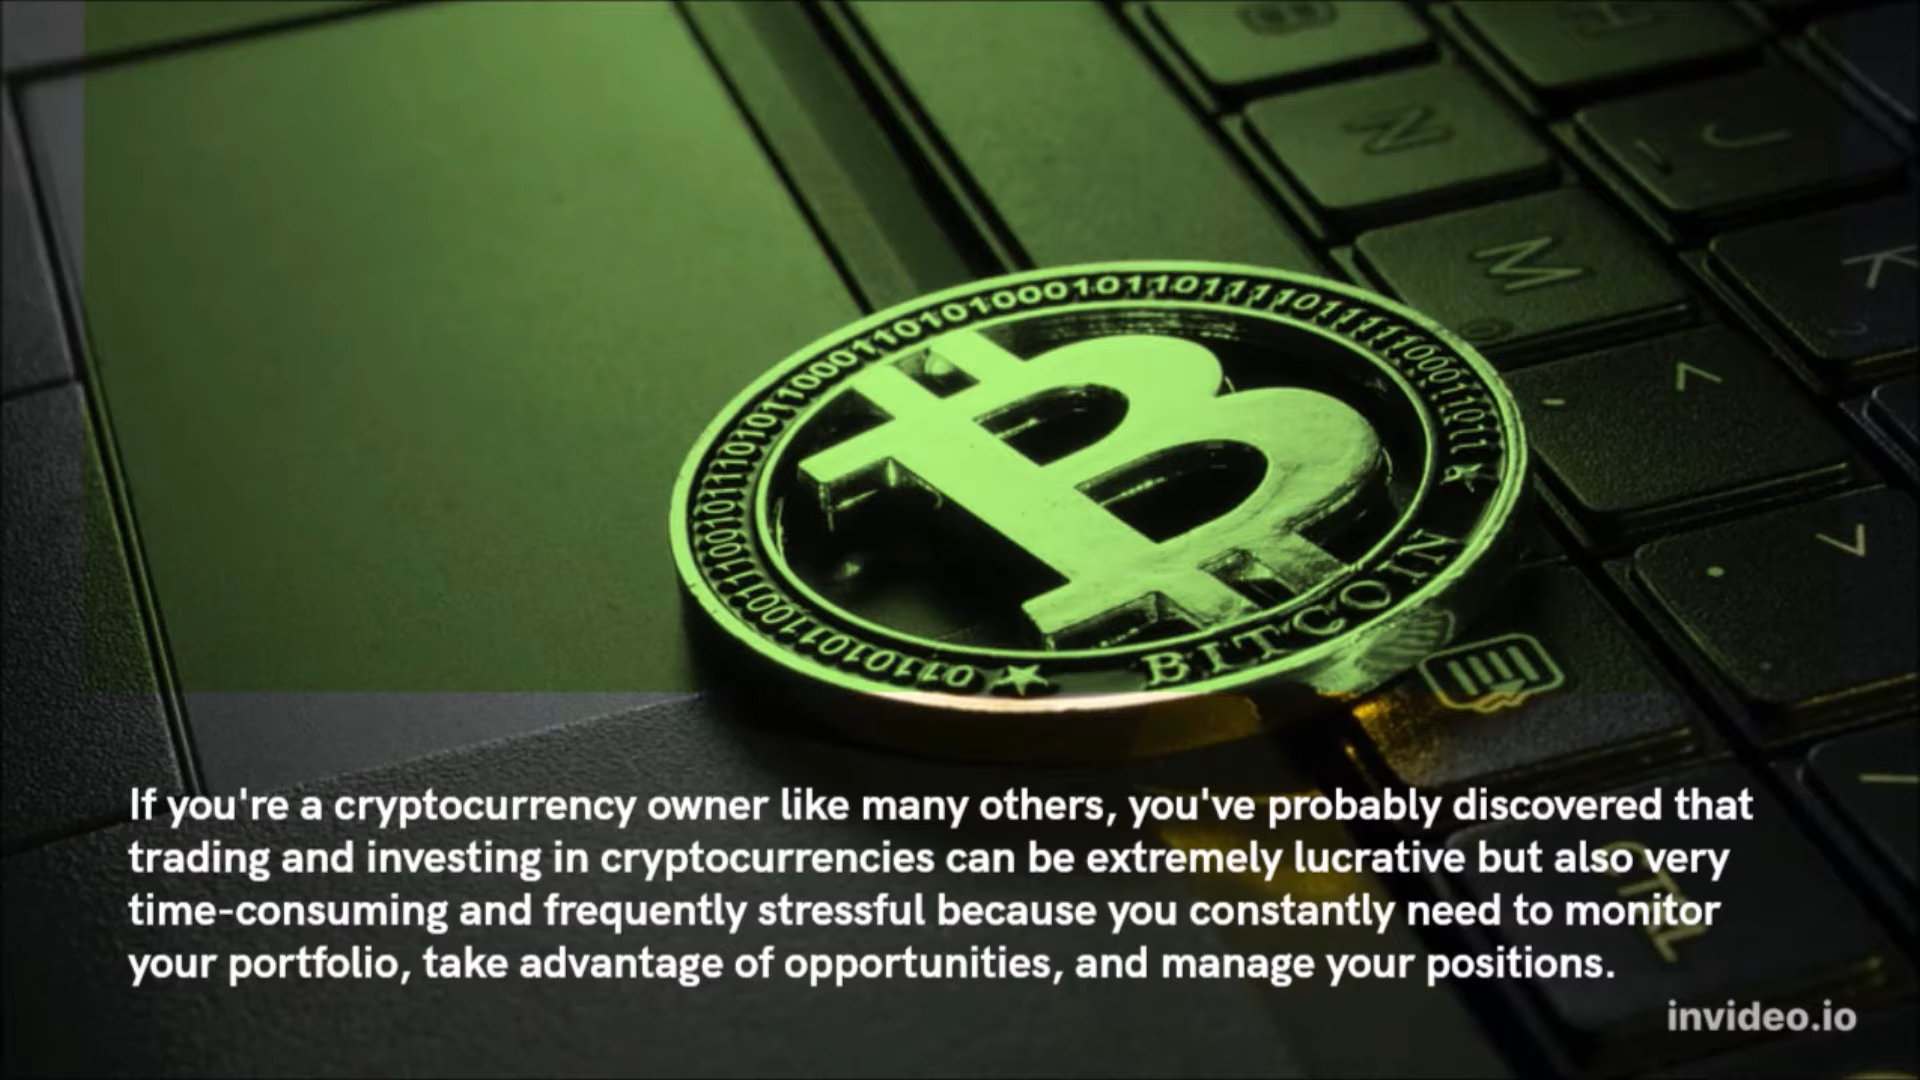 N
J
M
K
BITCOIN
If you're a cryptocurrency owner like many others, you've probably discovered that
trading and investing in cryptocurrencies can be extremely lucrative but also very
time-consuming and frequently stressful because you constantly need to monitor
your portfolio, take advantage of opportunities, and manage your positions.
invideo.io